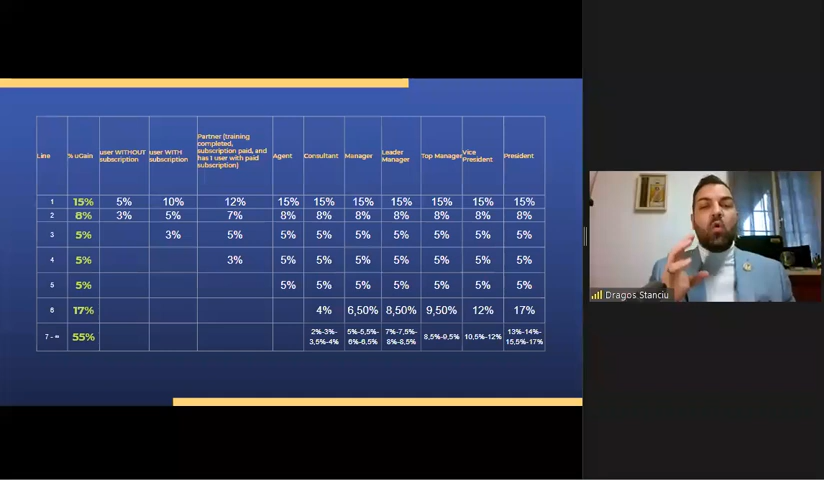 Line % uGain user WITHOUT subscription user WITH subscription Partner (training completed, subscription paid, and has 1 user with paid subscription) Agent Consultant Manager Leader Manager Top Manager Vice President President
1 15% 5% 10% 12% 15% 15% 15% 15% 15% 15% 15%
2 8% 3% 5% 7% 8% 8% 8% 8% 8% 8% 8%
3 5% 3% 5% 5% 5% 5% 5% 5% 5% 5%
4 5% 3% 5% 5% 5% 5% 5% 5% 5%
5 5% 5% 5% 5% 5% 5% 5% 5%
6 17% 4% 6,50% 8,50% 9,50% 12% 17%
7 - ∞ 55% 2%-3%-3,5%-4% 5%-5,5%-6%-6,5% 7%-7,5%-8%-8,5% 8,5%-9,5% 10,5%-12% 13%-14%-15,5%-17%
Dragos Stanciu